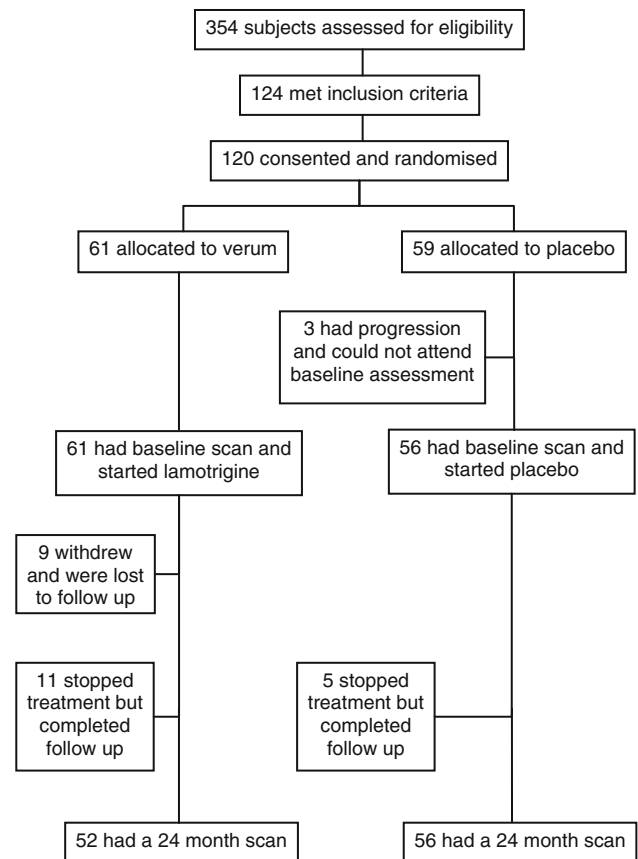 354 subjects assessed for eligibility
124 met inclusion criteria
120 consented and randomised
61 allocated to verum
59 allocated to placebo
3 had progression
and could not attend
baseline assessment
61 had baseline scan and
started lamotrigine
56 had baseline scan and
started placebo
9 withdrew
and were lost
to follow up
11 stopped
treatment but
completed
follow up
5 stopped
treatment but
completed
follow up
52 had a 24 month scan
56 had a 24 month scan